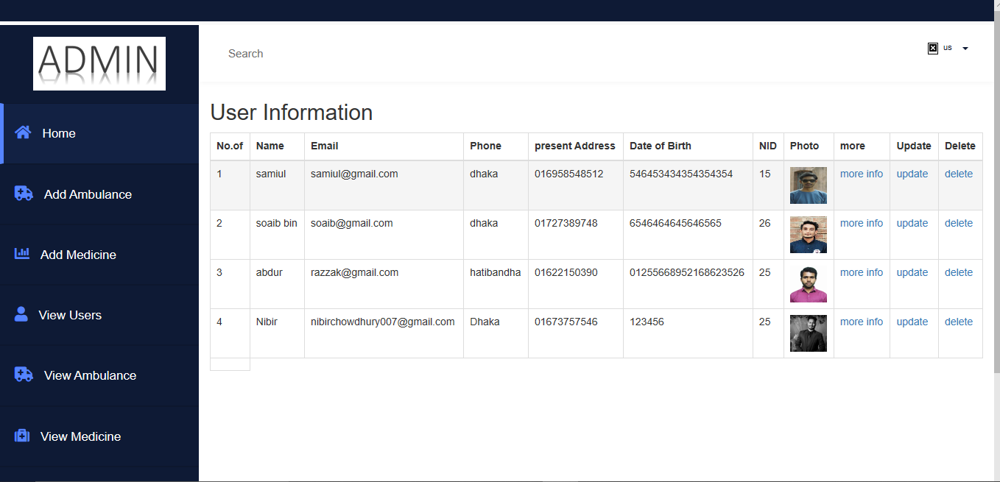 ADMIN
Search
us
Home
Add Ambulance
Add Medicine
View Users
View Ambulance
View Medicine
User Information
No.of Name Email Phone present Address Date of Birth NID Photo more Update Delete
1 samiul samiul@gmail.com dhaka 016958548512 546453434354354354 15 more info update delete
2 soaib bin soaib@gmail.com dhaka 01727389748 6546464645646565 26 more info update delete
3 abdur razzak@gmail.com hatibandha 01622150390 01255668952168623526 25 more info update delete
4 Nibir nibirchowdhury007@gmail.com Dhaka 01673757546 123456 25 more info update delete